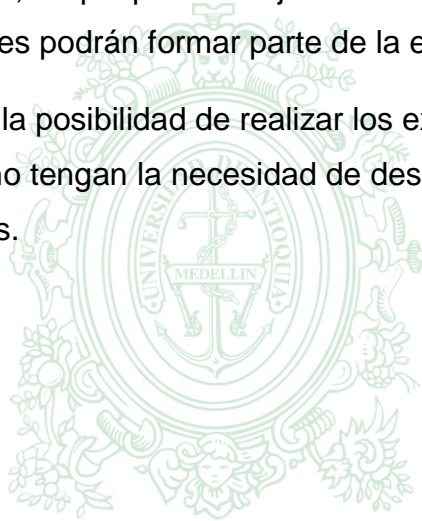 es podrán formar parte de la e
la posibilidad de realizar los ex
no tengan la necesidad de des
s.
UNIVERSIDAD DE ANTIOQUIA
MEDELLIN